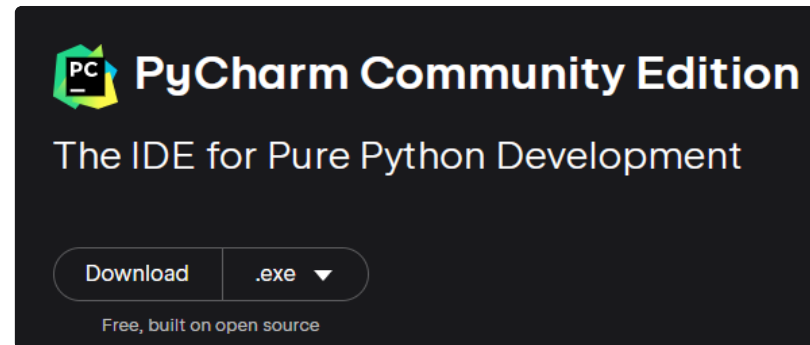 PC
PyCharm Community Edition
The IDE for Pure Python Development
Download
.exe
Free, built on open source